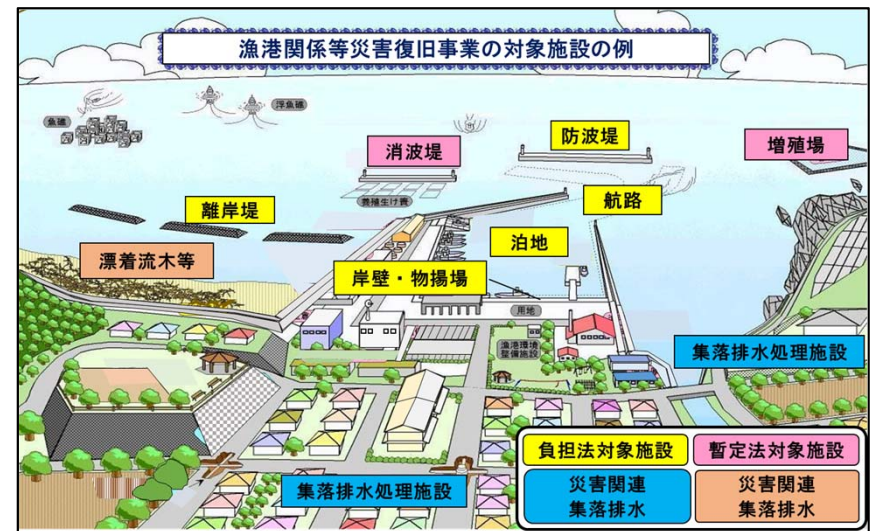 漁港関係等災害復旧事業の対象施設の例
魚礁
浮魚礁
消波堤
防波堤
増殖場
養殖生け簀
離岸堤
航路
泊地
漂着流木等
岸壁・物揚場
用地
漁港環境
整備施設
集落排水処理施設
集落排水処理施設
負担法対象施設
暫定法対象施設
災害関連
集落排水
災害関連
集落排水